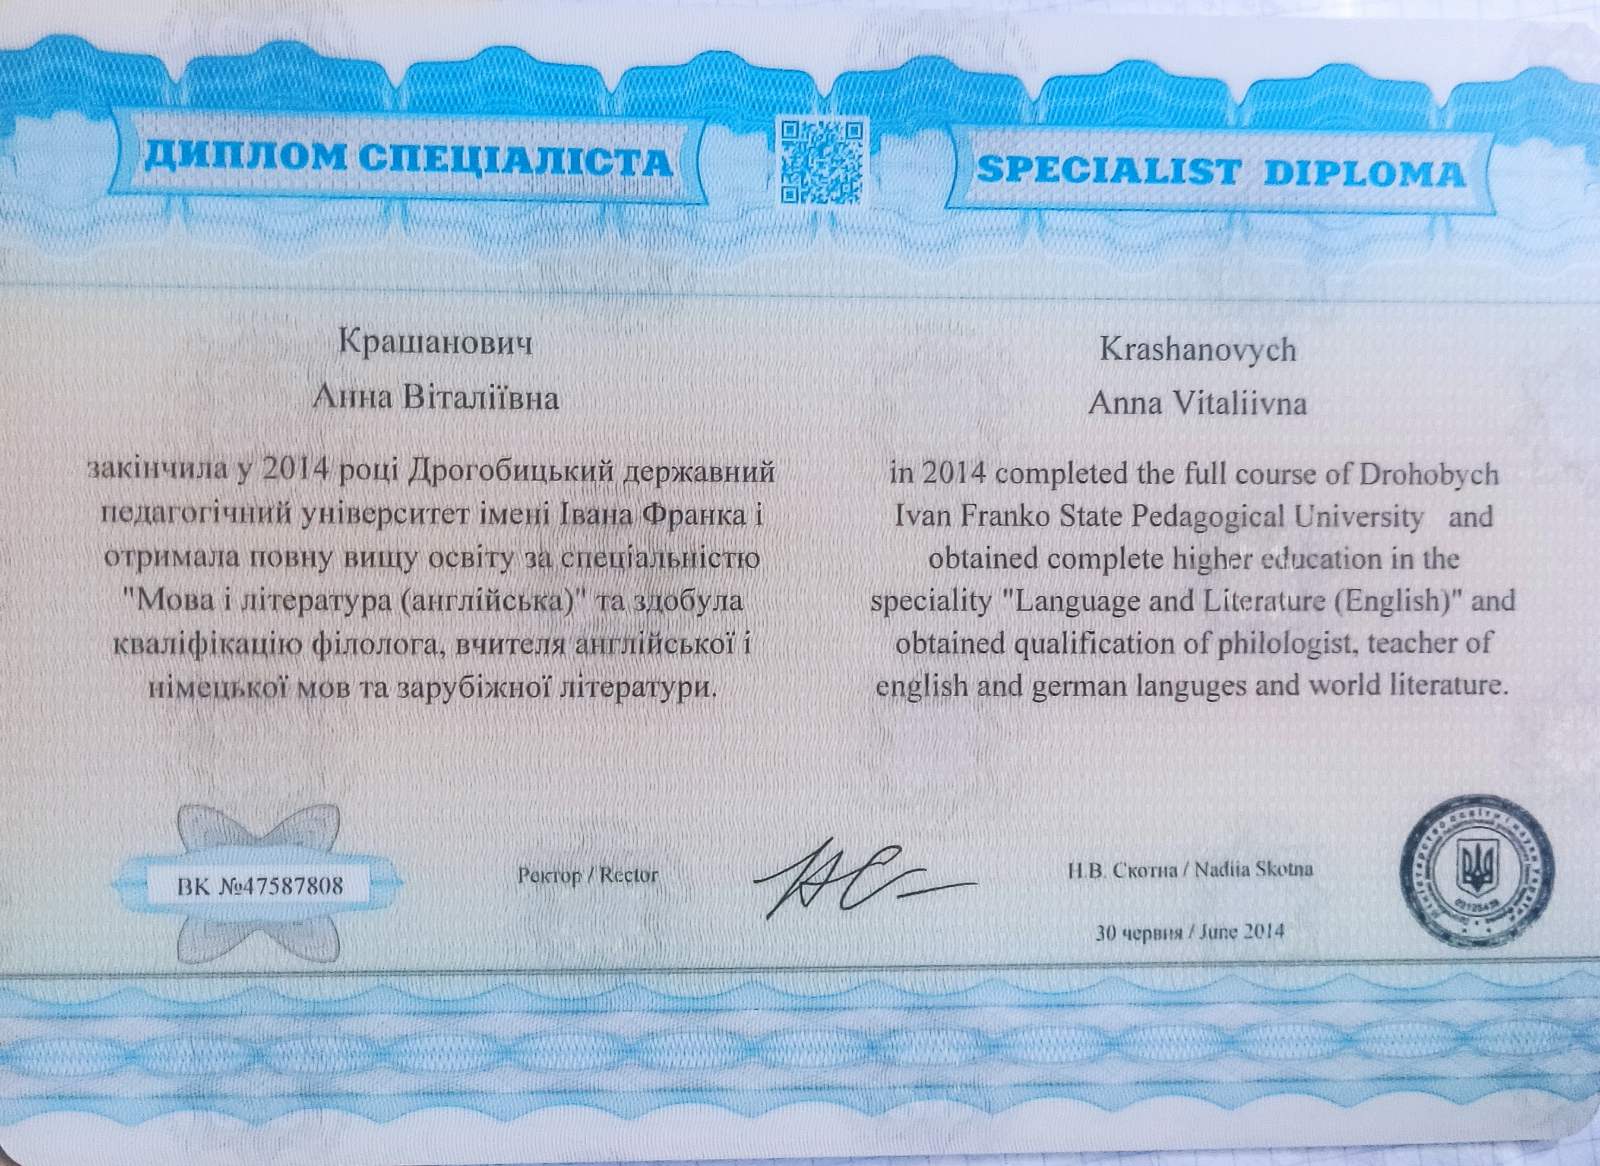 ДИПЛОМ СПЕЦІАЛІСТА
SPECIALIST DIPLOMA
Крашанович
Анна Віталіївна
закінчила у 2014 році Дрогобицький державний
педагогічний університет імені Івана Франка і
отримала повну вищу освіту за спеціальністю
"Мова і література (англійська)" та здобула
кваліфікацію філолога, вчителя англійської і
німецької мов та зарубіжної літератури.
Krashanovych
Anna Vitaliivna
in 2014 completed the full course of Drohobych
Ivan Franko State Pedagogical University and
obtained complete higher education in the
speciality "Language and Literature (English)" and
obtained qualification of philologist, teacher of
english and german languges and world literature.
ВК №47587808
Ректор / Rector
Н.В. Скотна / Nadiia Skotna
30 червня / June 2014
Міністерство освіти і науки України